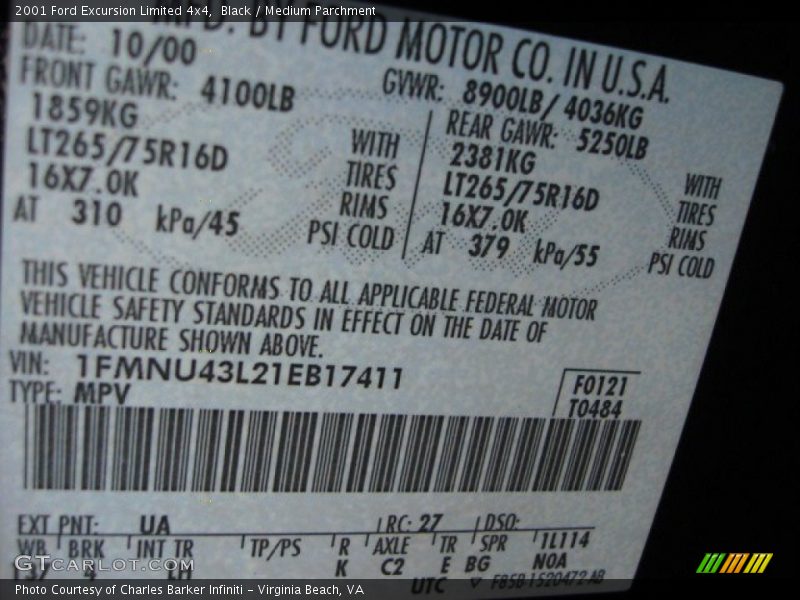 2001 Ford Excursion Limited 4x4, Black / Medium Parchment
MFD. BY FORD MOTOR CO. IN U.S.A.
DATE: 10/00 GVWR: 8900LB/ 4036KG
FRONT GAWR: 4100LB REAR GAWR: 5250LB
1859KG WITH 2381KG WITH
LT265/75R16D TIRES LT265/75R16D TIRES
16X7.0K RIMS 16X7.0K RIMS
AT 310 kPa/45 PSI COLD AT 379 kPa/55 PSI COLD
THIS VEHICLE CONFORMS TO ALL APPLICABLE FEDERAL MOTOR
VEHICLE SAFETY STANDARDS IN EFFECT ON THE DATE OF
MANUFACTURE SHOWN ABOVE.
VIN: 1FMNU43L21EB17411
TYPE: MPV
F0121
T0484
EXT PNT: UA RC: 27 DSO:
WB BRK INT TR TP/PS R AXLE TR SPR 1L114
137 4 LH K C2 E BG NOA
UTC
GTCARLOT.COM
Photo Courtesy of Charles Barker Infiniti - Virginia Beach, VA